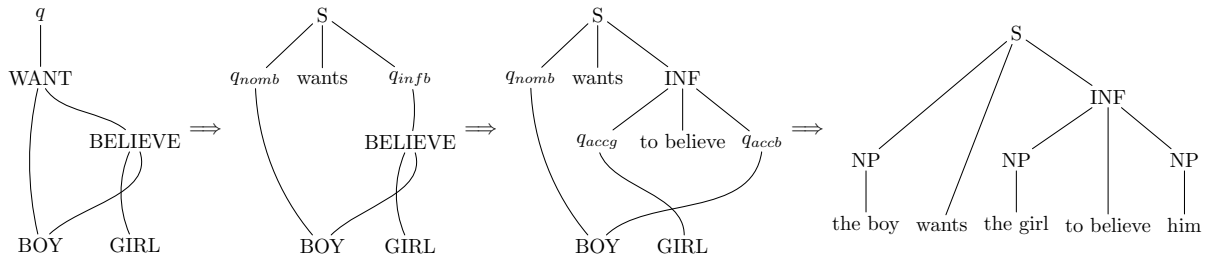 q
WANT
BELIEVE
BOY GIRL
⟹
S
q_nomb wants q_infb
BELIEVE
BOY GIRL
⟹
S
q_nomb wants INF
q_accg to believe q_accb
BOY GIRL
⟹
S
INF
NP NP NP
the boy wants the girl to believe him